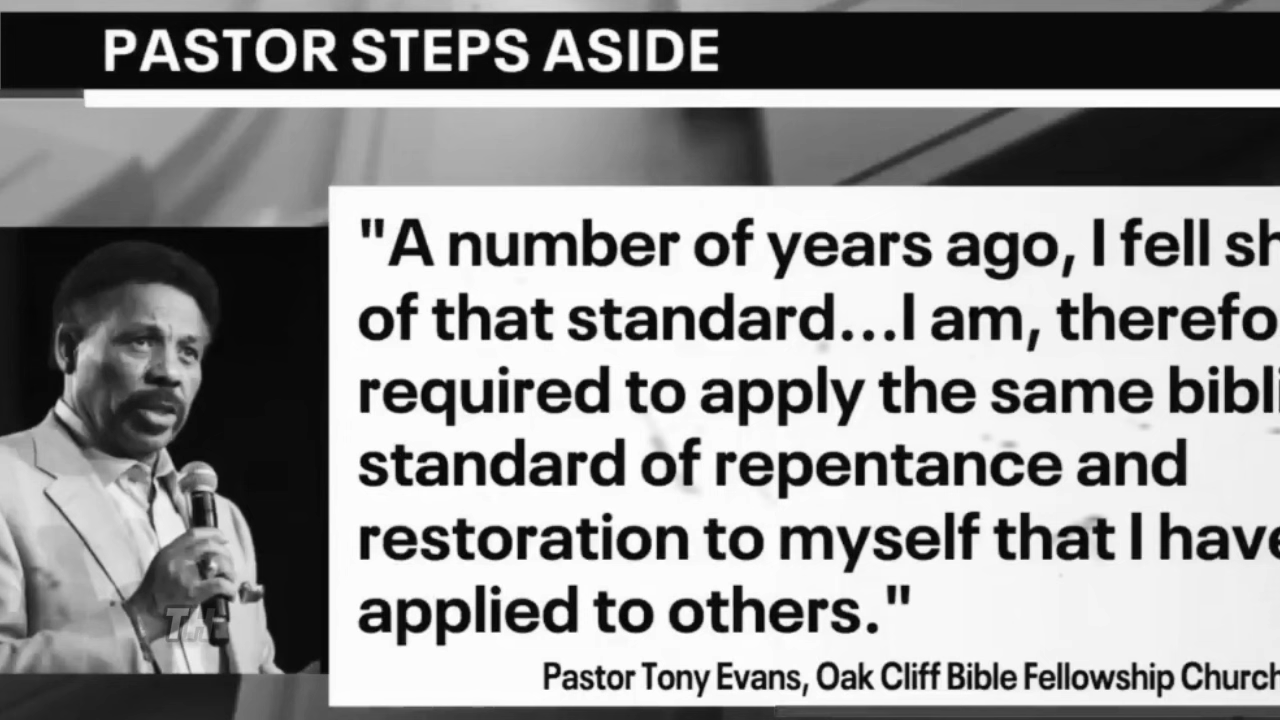 PASTOR STEPS ASIDE
"A number of years ago, I fell sh
of that standard...I am, therefo
required to apply the same bibli
standard of repentance and
restoration to myself that I have
applied to others."
Pastor Tony Evans, Oak Cliff Bible Fellowship Church